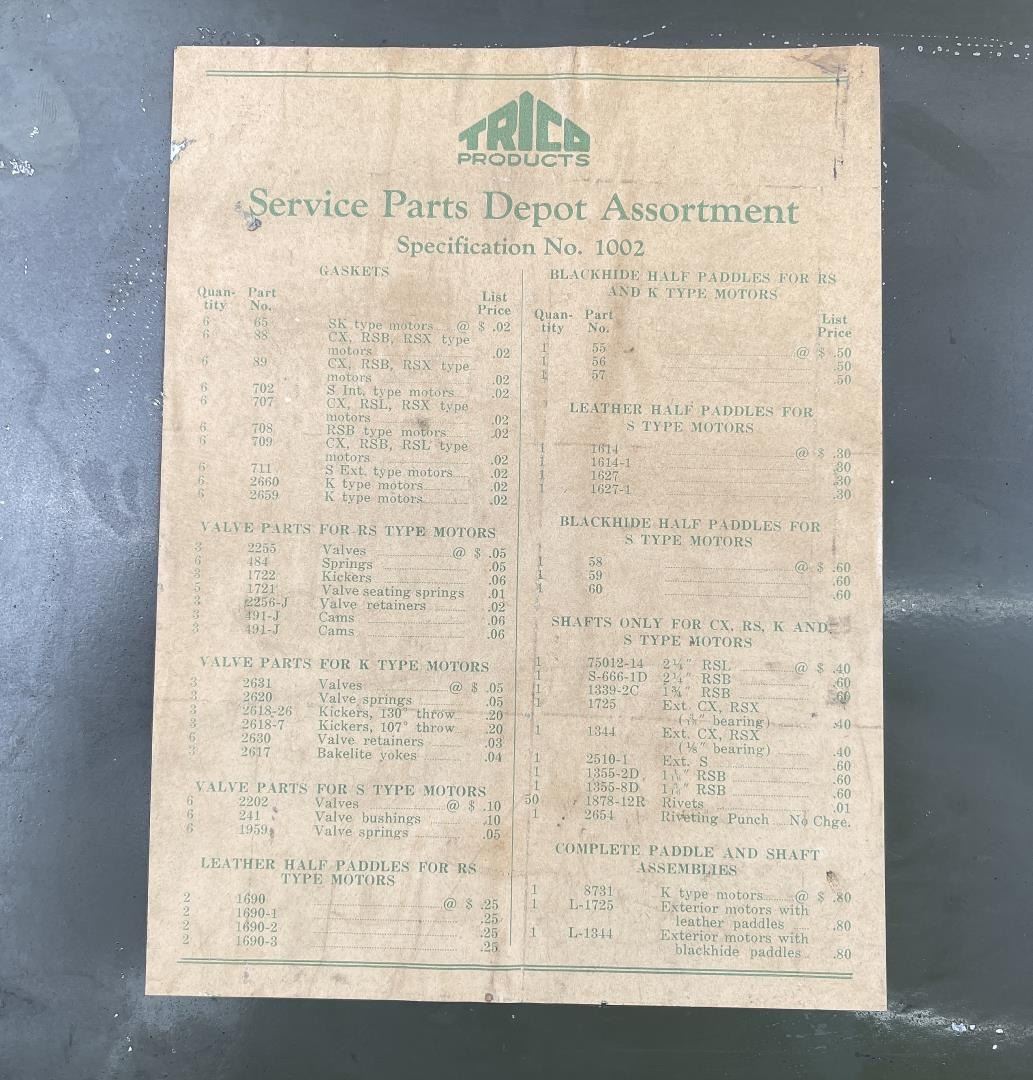 TRICO
PRODUCTS
Service Parts Depot Assortment
Specification No. 1002
GASKETS
Quan- Part List
tity No. Price
6 65 SK type motors @ $ .02
6 88 CX, RSB, RSX type
motors .02
6 89 CX, RSB, RSX type
motors .02
6 702 S Int. type motors .02
6 707 CX, RSL, RSX type
motors .02
6 708 RSB type motors .02
6 709 CX, RSB, RSL type
motors .02
6 711 S Ext. type motors .02
6 2660 K type motors .02
6 2659 K type motors .02
VALVE PARTS FOR RS TYPE MOTORS
3 2255 Valves @ $ .05
6 484 Springs .05
3 1722 Kickers .06
5 1721 Valve seating springs .01
3 2256-J Valve retainers .02
3 491-J Cams .06
3 491-J Cams .06
VALVE PARTS FOR K TYPE MOTORS
3 2631 Valves @ $ .05
3 2620 Valve springs .05
3 2618-26 Kickers, 130° throw .20
3 2618-7 Kickers, 107° throw .20
6 2630 Valve retainers .03
3 2617 Bakelite yokes .04
VALVE PARTS FOR S TYPE MOTORS
6 2202 Valves @ $ .10
6 241 Valve bushings .10
6 1959 Valve springs .05
LEATHER HALF PADDLES FOR RS
TYPE MOTORS
2 1690 @ $ .25
2 1690-1 .25
2 1690-2 .25
2 1690-3 .25
BLACKHIDE HALF PADDLES FOR RS
AND K TYPE MOTORS
Quan- Part List
tity No. Price
1 55 @ $ .50
1 56 .50
1 57 .50
LEATHER HALF PADDLES FOR
S TYPE MOTORS
1 1614 @ $ .30
1 1614-1 .30
1 1627 .30
1 1627-1 .30
BLACKHIDE HALF PADDLES FOR
S TYPE MOTORS
1 58 @ $ .60
1 59 .60
1 60 .60
SHAFTS ONLY FOR CX, RS, K AND
S TYPE MOTORS
1 75012-14 2¼" RSL @ $ .40
1 S-666-1D 2¼" RSB .60
1 1339-2C 1¾" RSB .60
1 1725 Ext. CX, RSX
bearing) .40
1 1344 Ext. CX, RSX
(⅛" bearing) .40
1 2510-1 Ext. S .60
1 1355-2D RSB .60
1 1355-8D RSB .60
50 1878-12R Rivets .01
1 2654 Riveting Punch No Chge.
COMPLETE PADDLE AND SHAFT
ASSEMBLIES
1 8731 K type motors @ $ .80
1 L-1725 Exterior motors with
leather paddles .80
1 L-1344 Exterior motors with
blackhide paddles .80